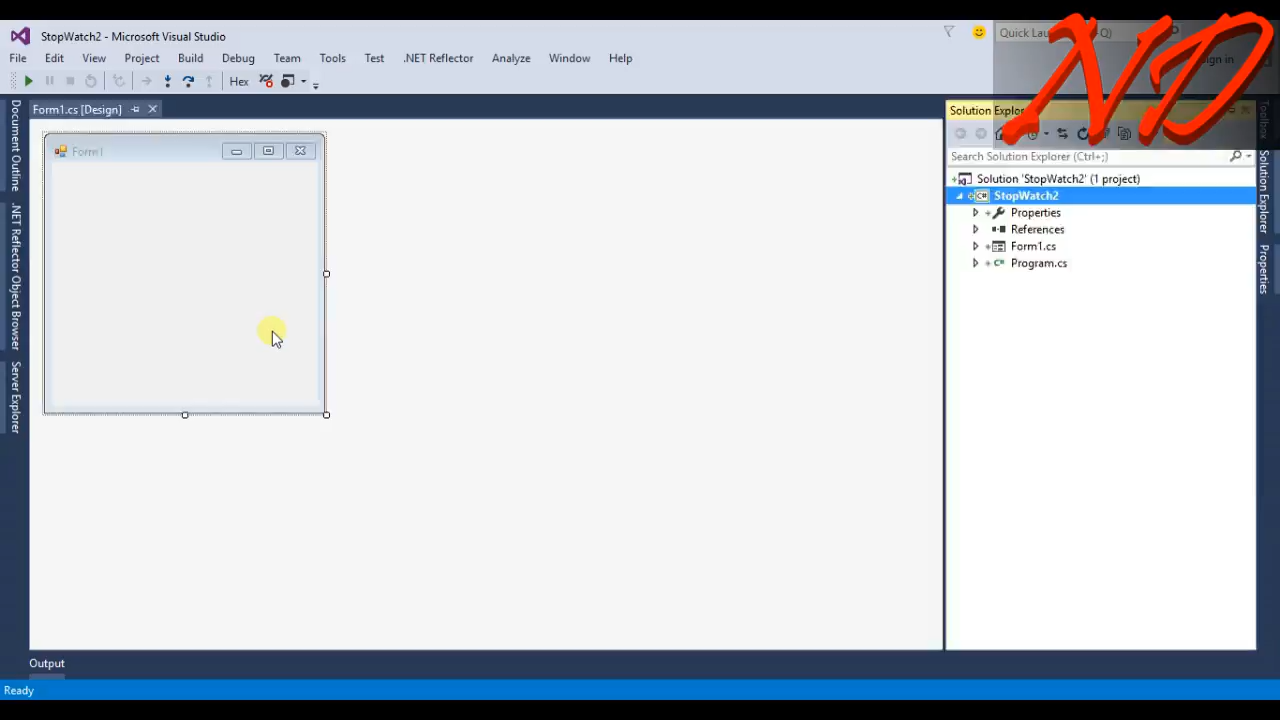 StopWatch2 - Microsoft Visual Studio
ND
File Edit View Project Build Debug Team Tools Test .NET Reflector Analyze Window Help
Hex
Form1.cs [Design]
Form1
Document Outline
.NET Reflector Object Browser
Server Explorer
Solution Explo
Search Solution Explorer (Ctrl+;)
Solution 'StopWatch2' (1 project)
StopWatch2
Properties
References
Form1.cs
Program.cs
Toolbox
Solution Explorer
Properties
Output
Ready